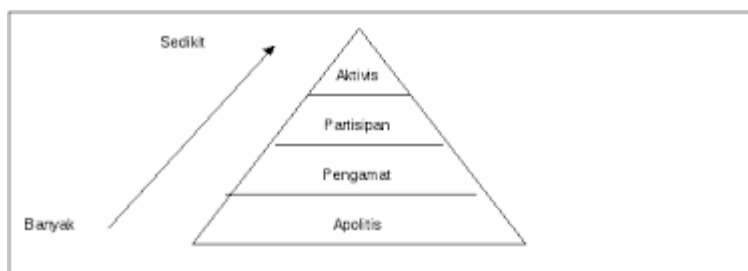 Sedikit
Aktivis
Partisipan
Pengamat
Banyak
Apolitis